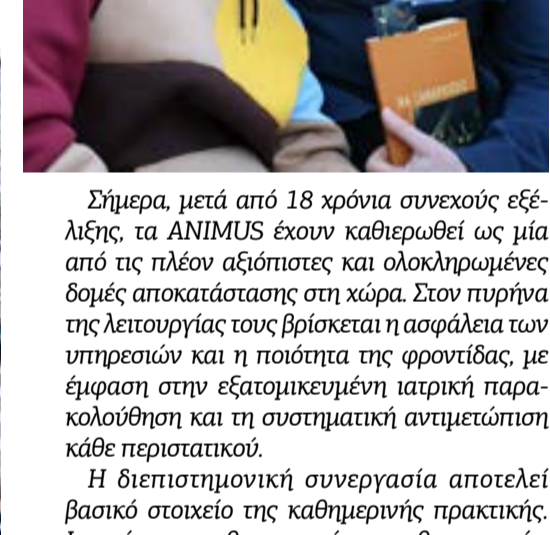 Σήμερα, μετά από 18 χρόνια συνεχούς εξέ-
λιξης, τα ANIMUS έχουν καθιερωθεί ως μία
από τις πλέον αξιόπιστες και ολοκληρωμένες
δομές αποκατάστασης στη χώρα. Στον πυρήνα
της λειτουργίας τους βρίσκεται η ασφάλεια των
υπηρεσιών και η ποιότητα της φροντίδας, με
έμφαση στην εξατομικευμένη ιατρική παρα-
κολούθηση και τη συστηματική αντιμετώπιση
κάθε περιστατικού.
Η διεπιστημονική συνεργασία αποτελεί
βασικό στοιχείο της καθημερινής πρακτικής.